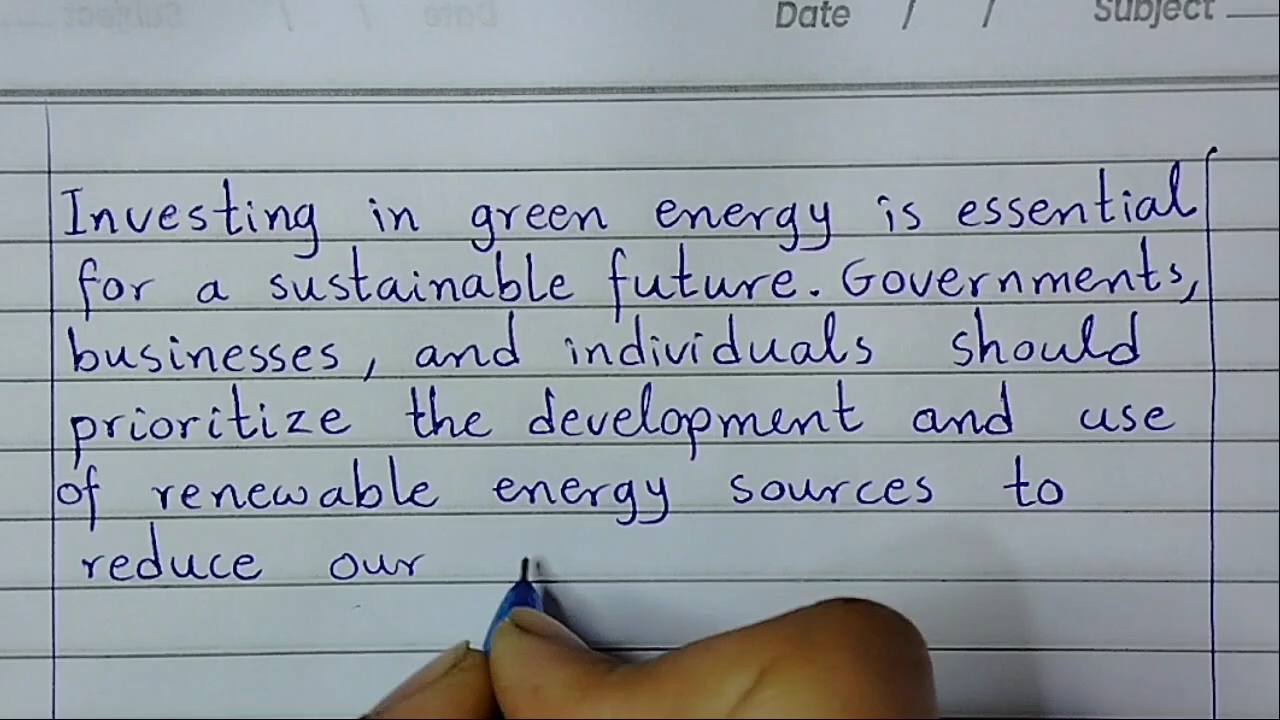 Date / / Subject
Investing in green energy is essential
for a sustainable future. Governments,
businesses, and individuals should
prioritize the development and use
of renewable energy sources to
reduce our